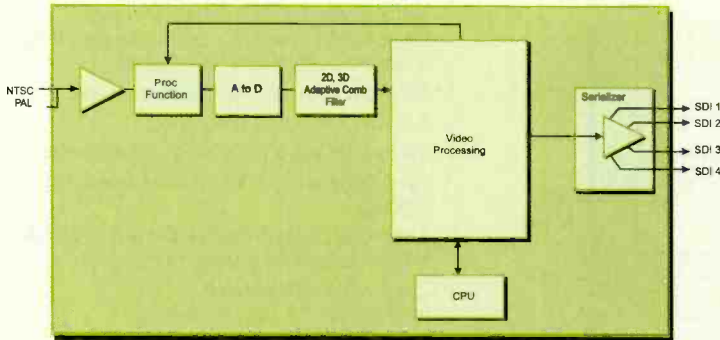 NTSC
PAL
Proc
Function
A to D
2D, 3D
Adaptive Comb
Filter
Video
Processing
CPU
Serializer
SDI 1
SDI 2
SDI 3
SDI 4